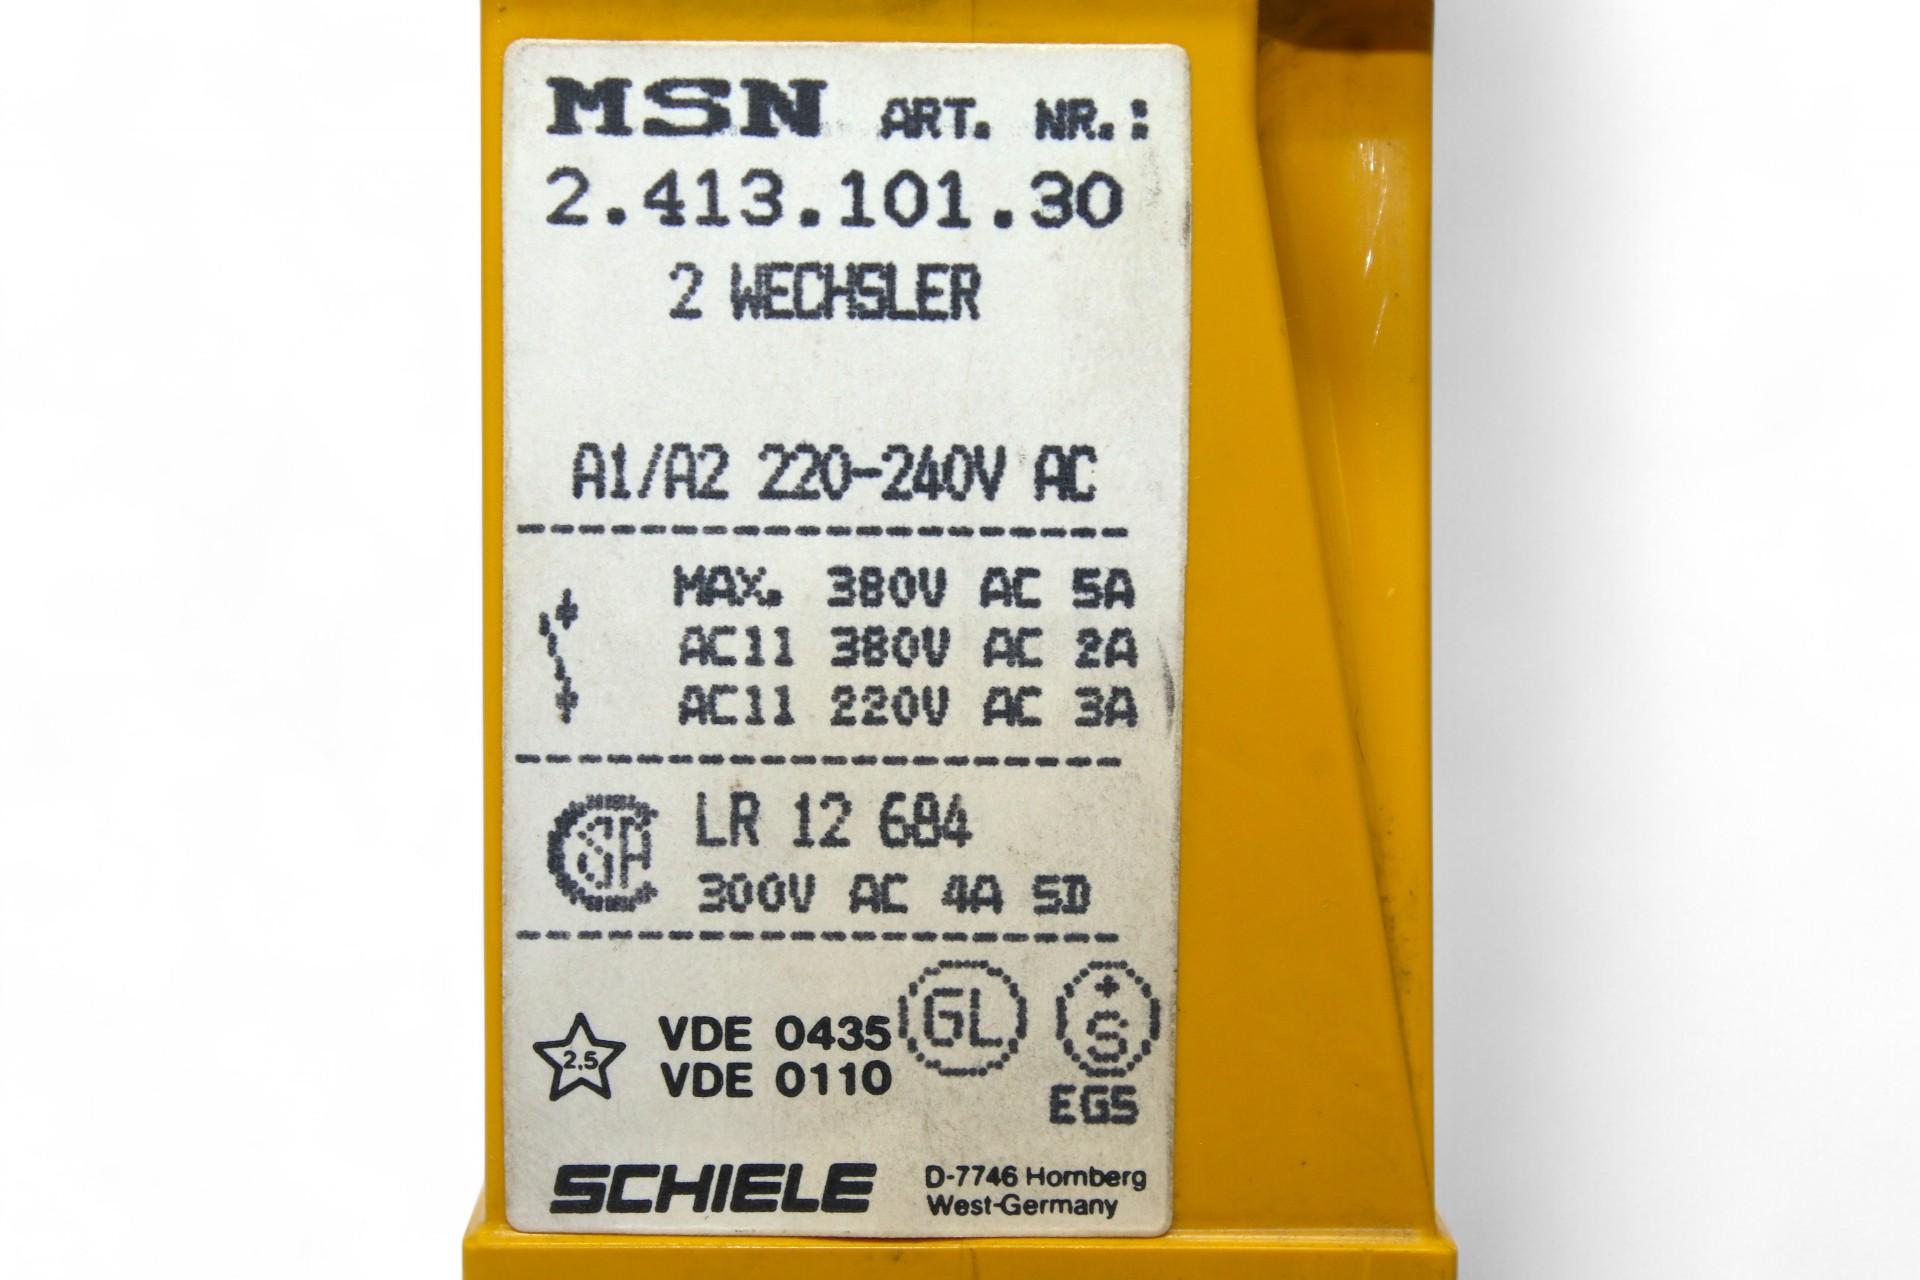 MSN ART. NR.:
2.413.101.30
2 WECHSLER
A1/A2 220-240V AC
MAX. 380V AC 5A
AC11 380V AC 2A
AC11 220V AC 3A
CSA LR 12 684
300V AC 4A SD
2,5 VDE 0435 GL +S
VDE 0110
EGS
SCHIELE D-7746 Hornberg
West-Germany